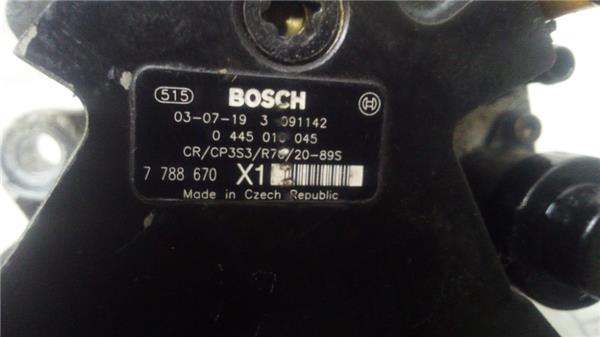 515 BOSCH
03-07-19 3 091142
0 445 010 045
CR/CP3S3/R70/20-89S
7 788 670 X1
Made in Czech Republic